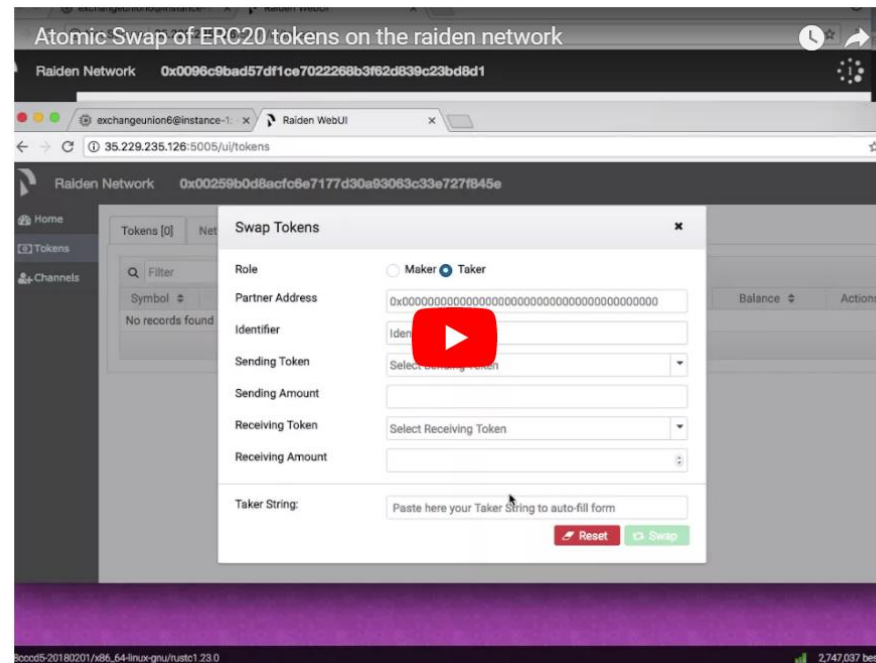 Atomic Swap of ERC20 tokens on the raiden network
Raiden Network 0x0096c9bad57df1ce7022268b3f62d839c23bd8d1
exchangeunion6@instance-1: Raiden WebUI
35.229.235.126:5005/ui/tokens
Raiden Network 0x00259b0d8acfc6e7177d30a93063c33e727f845e
Home
Tokens [0] Net
Swap Tokens
Tokens
Channels
Filter
Role Maker Taker
Symbol
Partner Address 0x0000000000000000000000000000000000000000
Balance Actions
No records found
Identifier
Sending Token
Sending Amount
Receiving Token Select Receiving Token
Receiving Amount
Taker String: Paste here your Taker String to auto-fill form
Reset Swap
8cccd5-20180201/x86_64-linux-gnu/rustc1.23.0
2,747,037